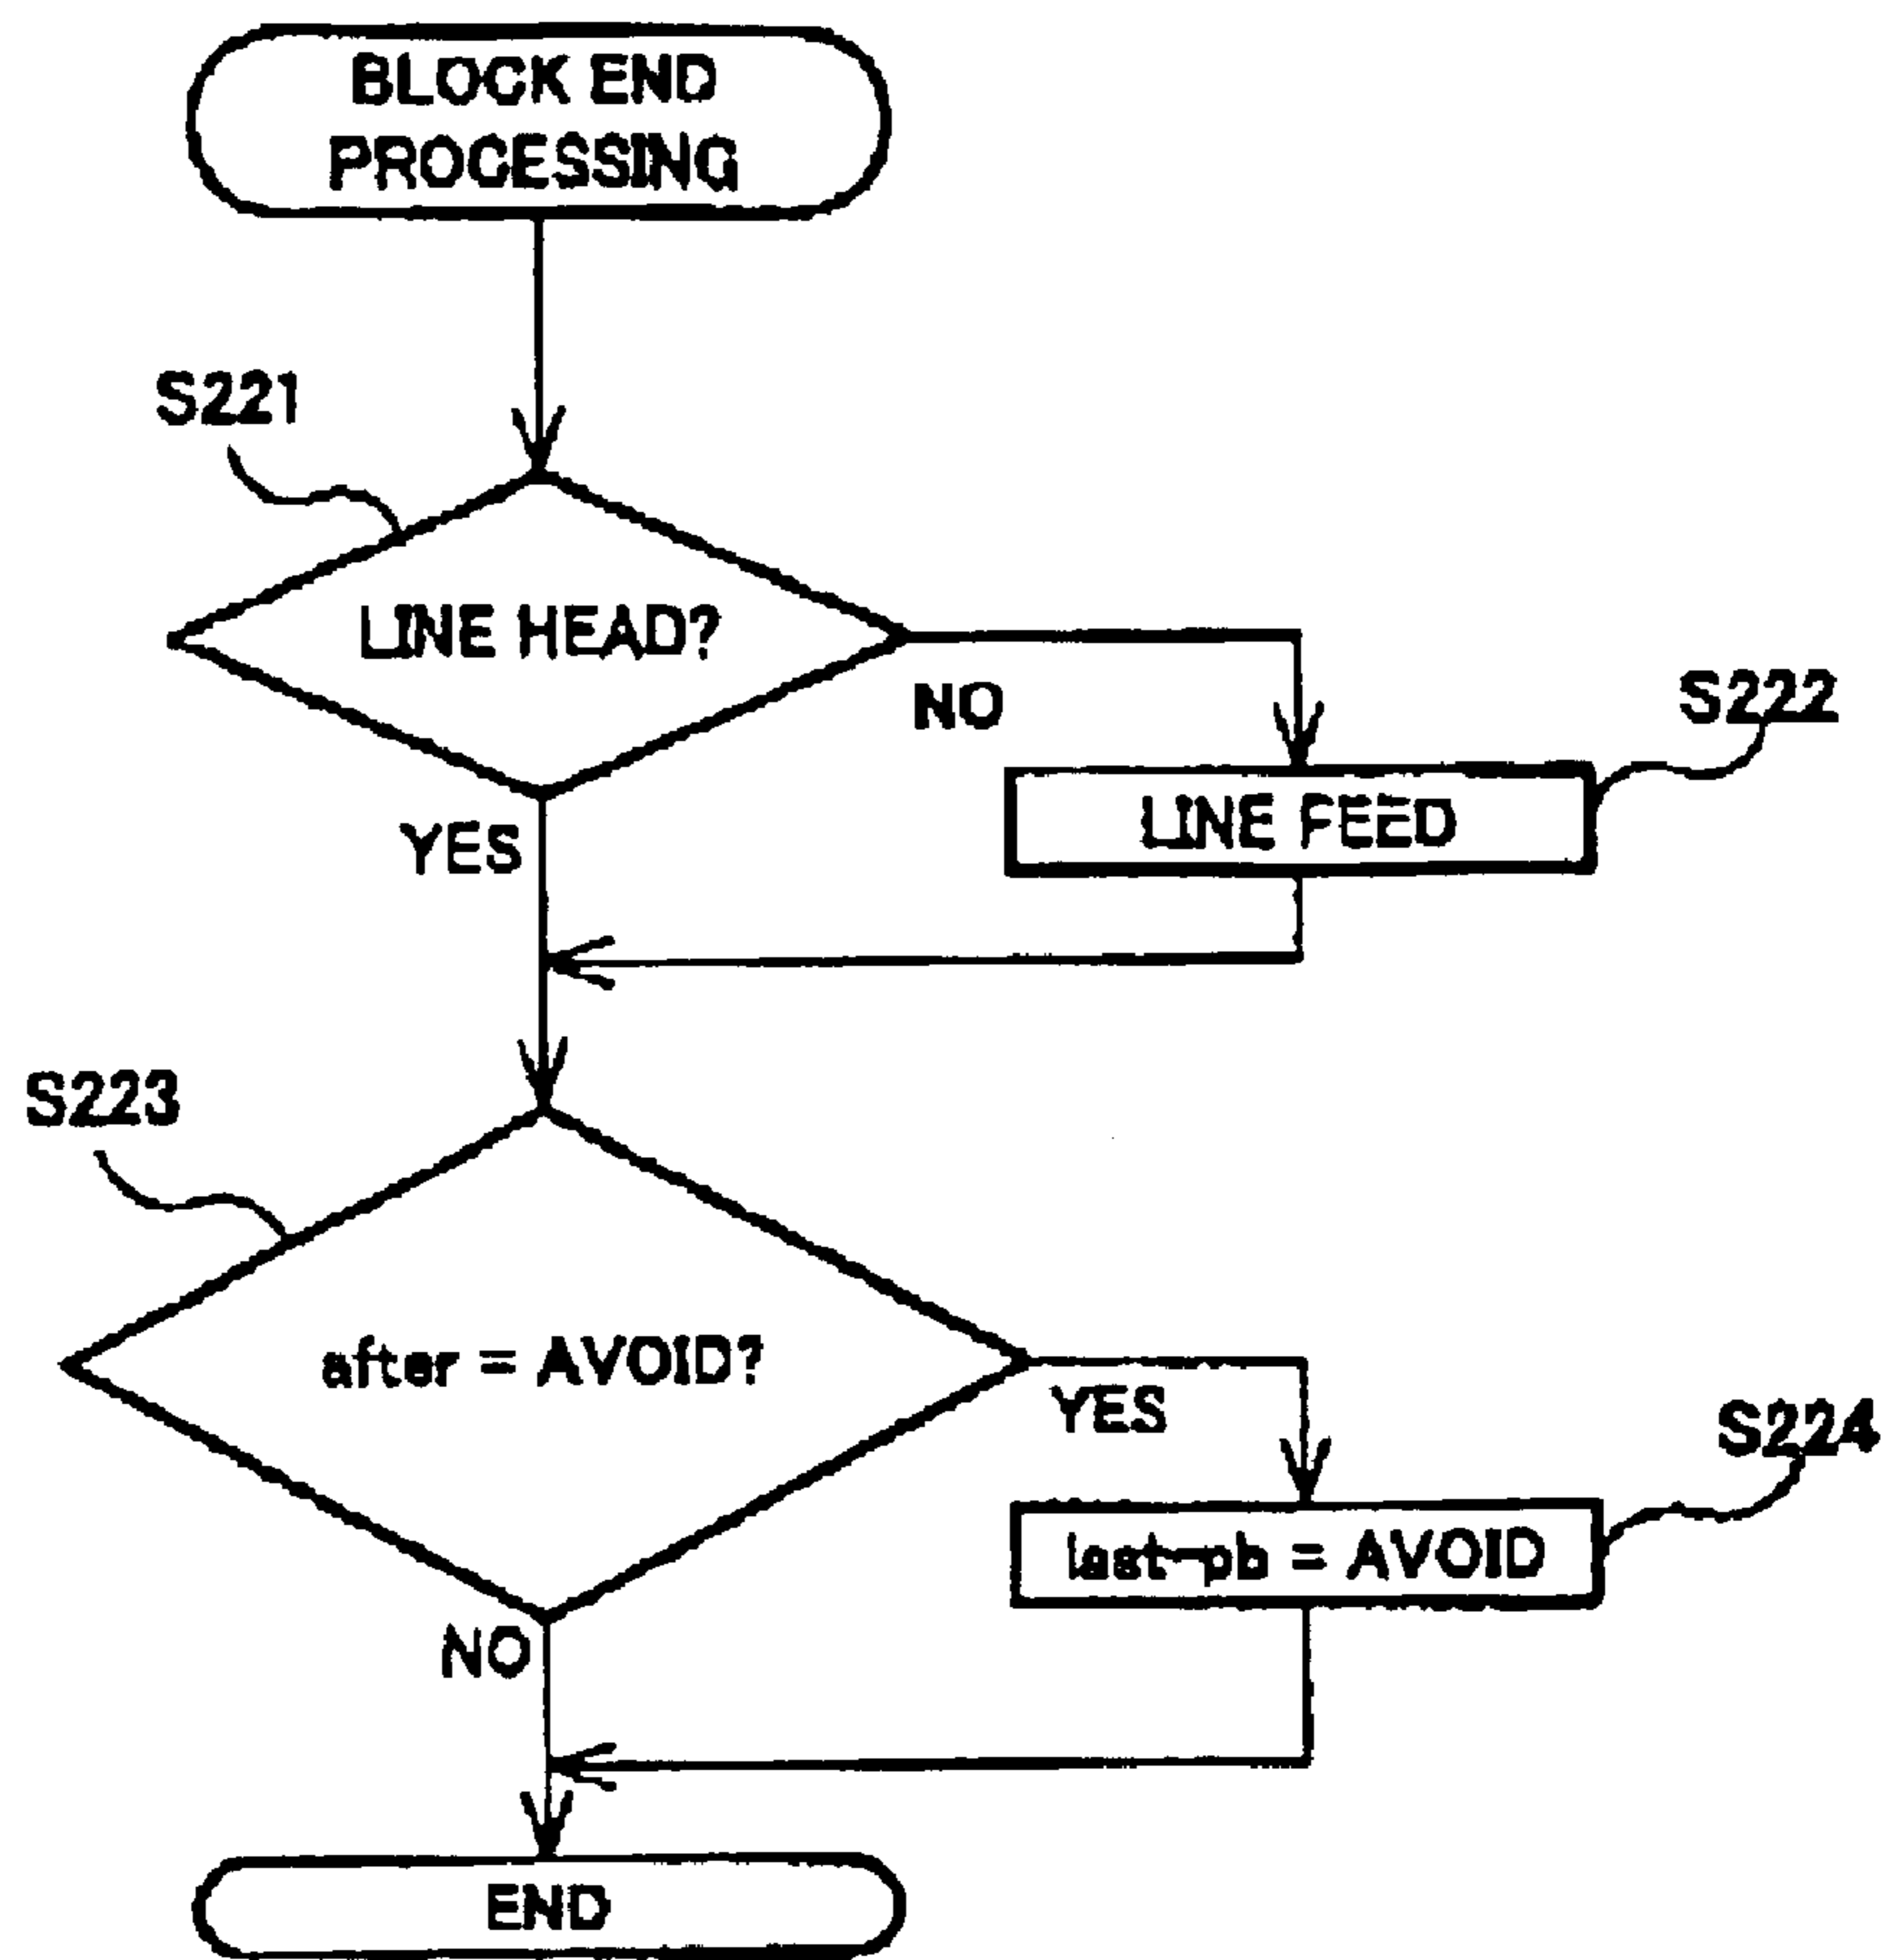 BLOCK END
PROCESSING
S221
LINE HEAD?
NO
S222
YES
LINE FEED
S223
after = AVOID?
YES
S224
last-pb = AVOID
NO
END